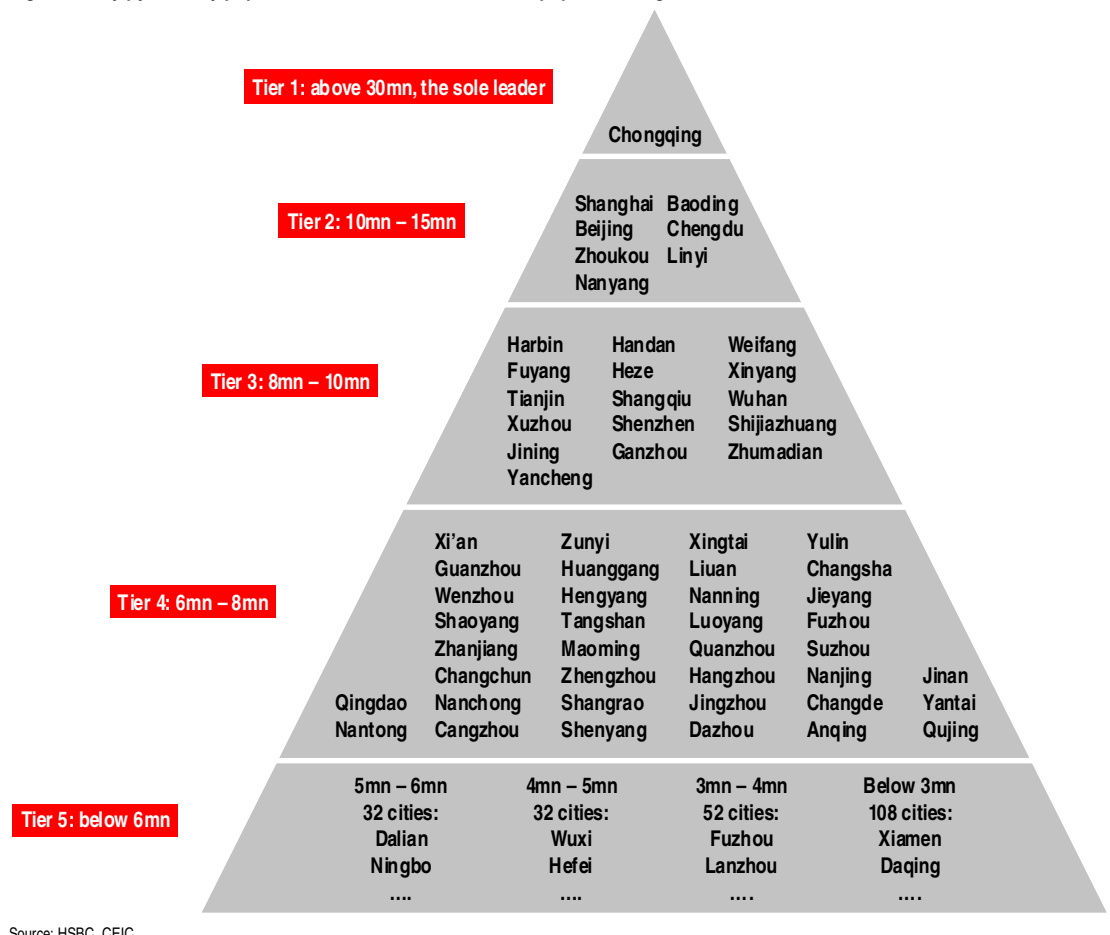 Tier 1: above 30mn, the sole leader
Chongqing
Tier 2: 10mn – 15mn
Shanghai Baoding
Beijing Chengdu
Zhoukou Linyi
Nanyang
Tier 3: 8mn – 10mn
Harbin Handan Weifang
Fuyang Heze Xinyang
Tianjin Shangqiu Wuhan
Xuzhou Shenzhen Shijiazhuang
Jining Ganzhou Zhumadian
Yancheng
Tier 4: 6mn – 8mn
Xi’an Zunyi Xingtai Yulin
Guanzhou Huanggang Liuan Changsha
Wenzhou Hengyang Nanning Jieyang
Shaoyang Tangshan Luoyang Fuzhou
Zhanjiang Maoming Quanzhou Suzhou
Changchun Zhengzhou Hangzhou Nanjing Jinan
Qingdao Nanchong Shangrao Jingzhou Changde Yantai
Nantong Cangzhou Shenyang Dazhou Anqing Qujing
Tier 5: below 6mn
5mn – 6mn 4mn – 5mn 3mn – 4mn Below 3mn
32 cities: 32 cities: 52 cities: 108 cities:
Dalian Wuxi Fuzhou Xiamen
Ningbo Hefei Lanzhou Daqing
.... .... .... ....
Source: HSBC, CEIC